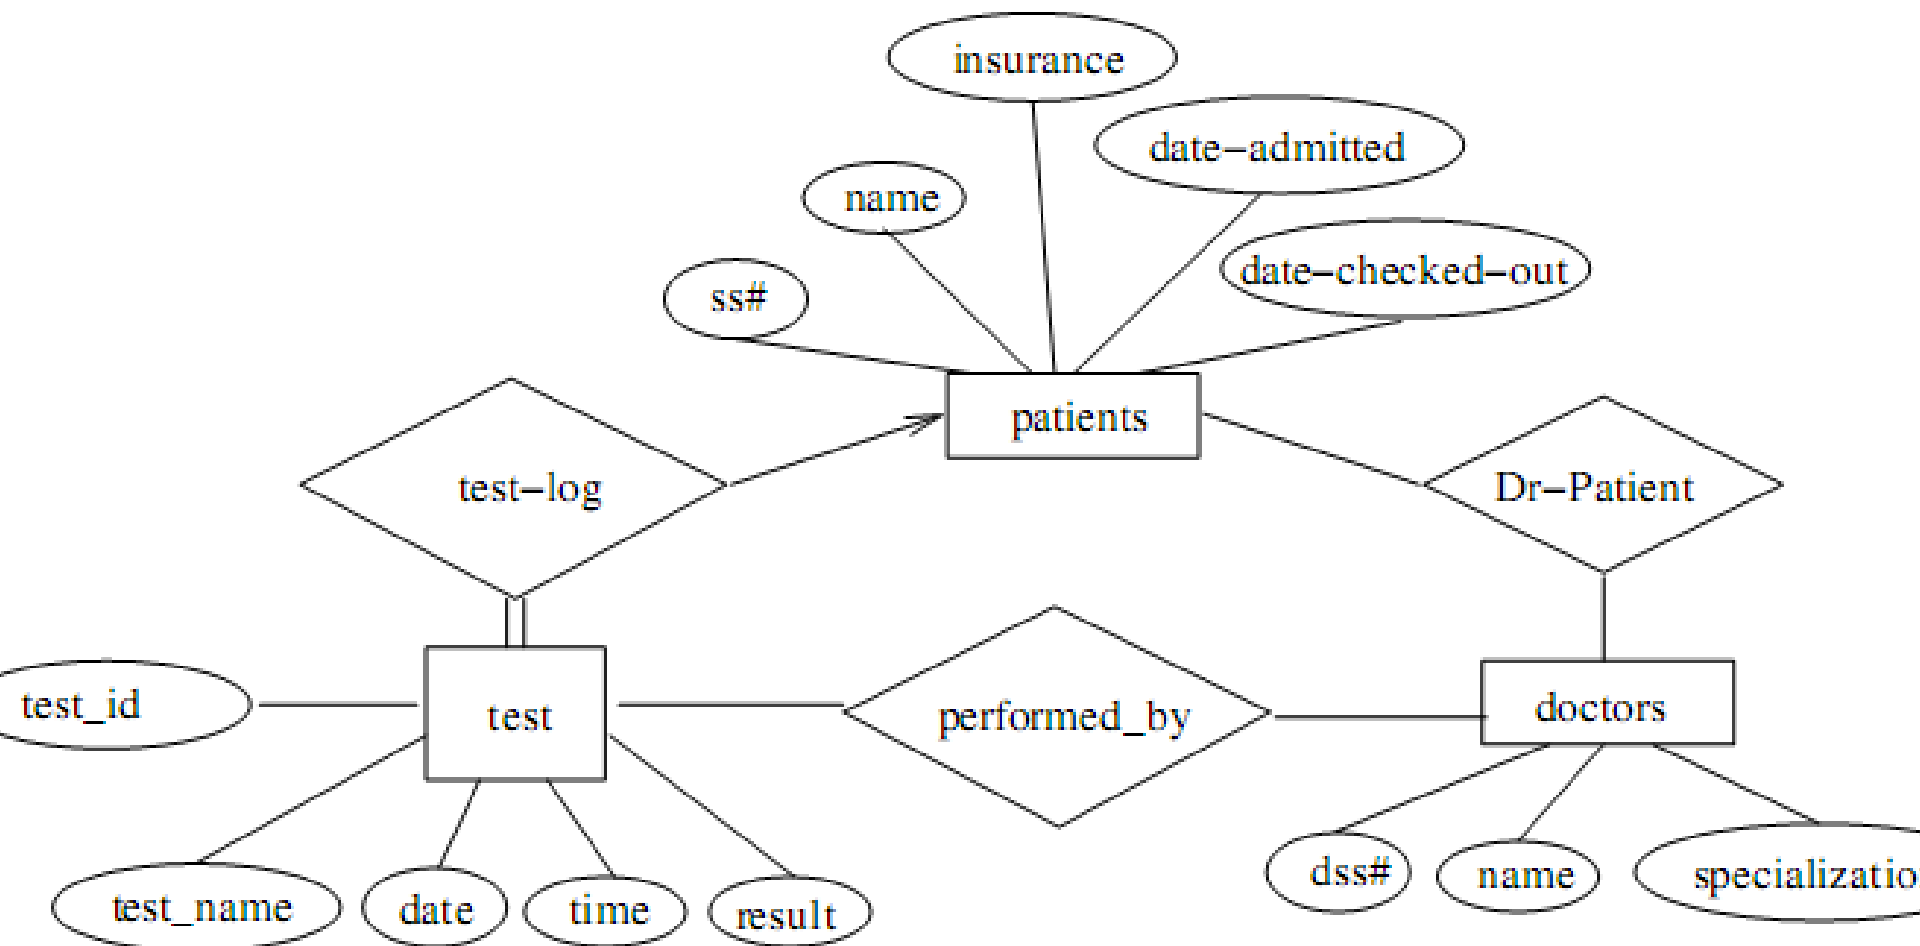 insurance
date–admitted
name
date–checked–out
ss#
patients
test–log
Dr–Patient
test_id
test
performed_by
doctors
test_name
date
time
result
dss#
name
specializatio